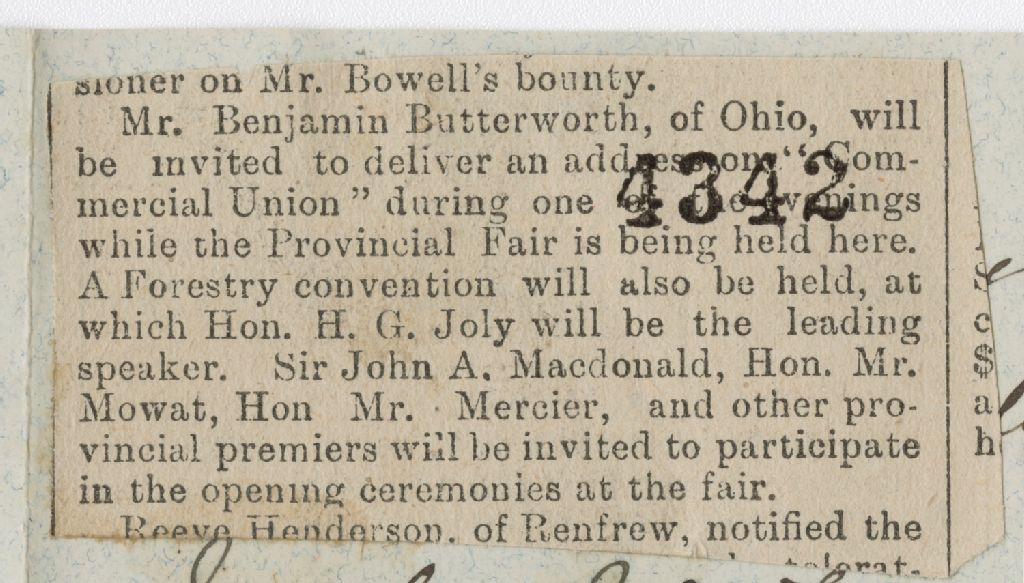 sioner on Mr. Bowell's bounty.
Mr. Benjamin Butterworth, of Ohio, will
be invited to deliver an address on "Com-
mercial Union" during one of the evenings
4342
while the Provincial Fair is being held here.
A Forestry convention will also be held, at
which Hon. H. G. Joly will be the leading
speaker. Sir John A. Macdonald, Hon. Mr.
Mowat, Hon Mr. Mercier, and other pro-
vincial premiers will be invited to participate
in the opening ceremonies at the fair.
Reeve Henderson, of Renfrew, notified the
tolerat-
c
$
a
h